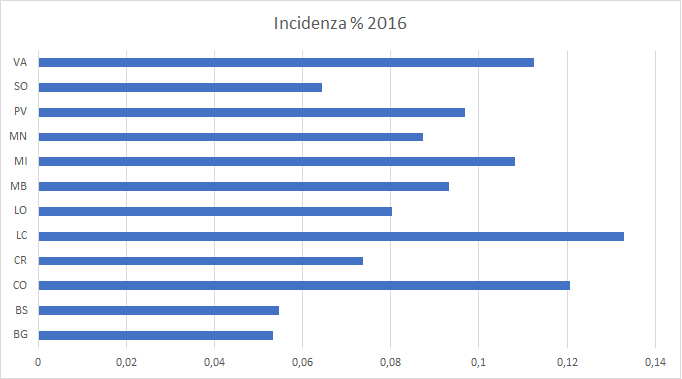 Incidenza % 2016
VA
SO
PV
MN
MI
MB
LO
LC
CR
CO
BS
BG
0 0,02 0,04 0,06 0,08 0,1 0,12 0,14